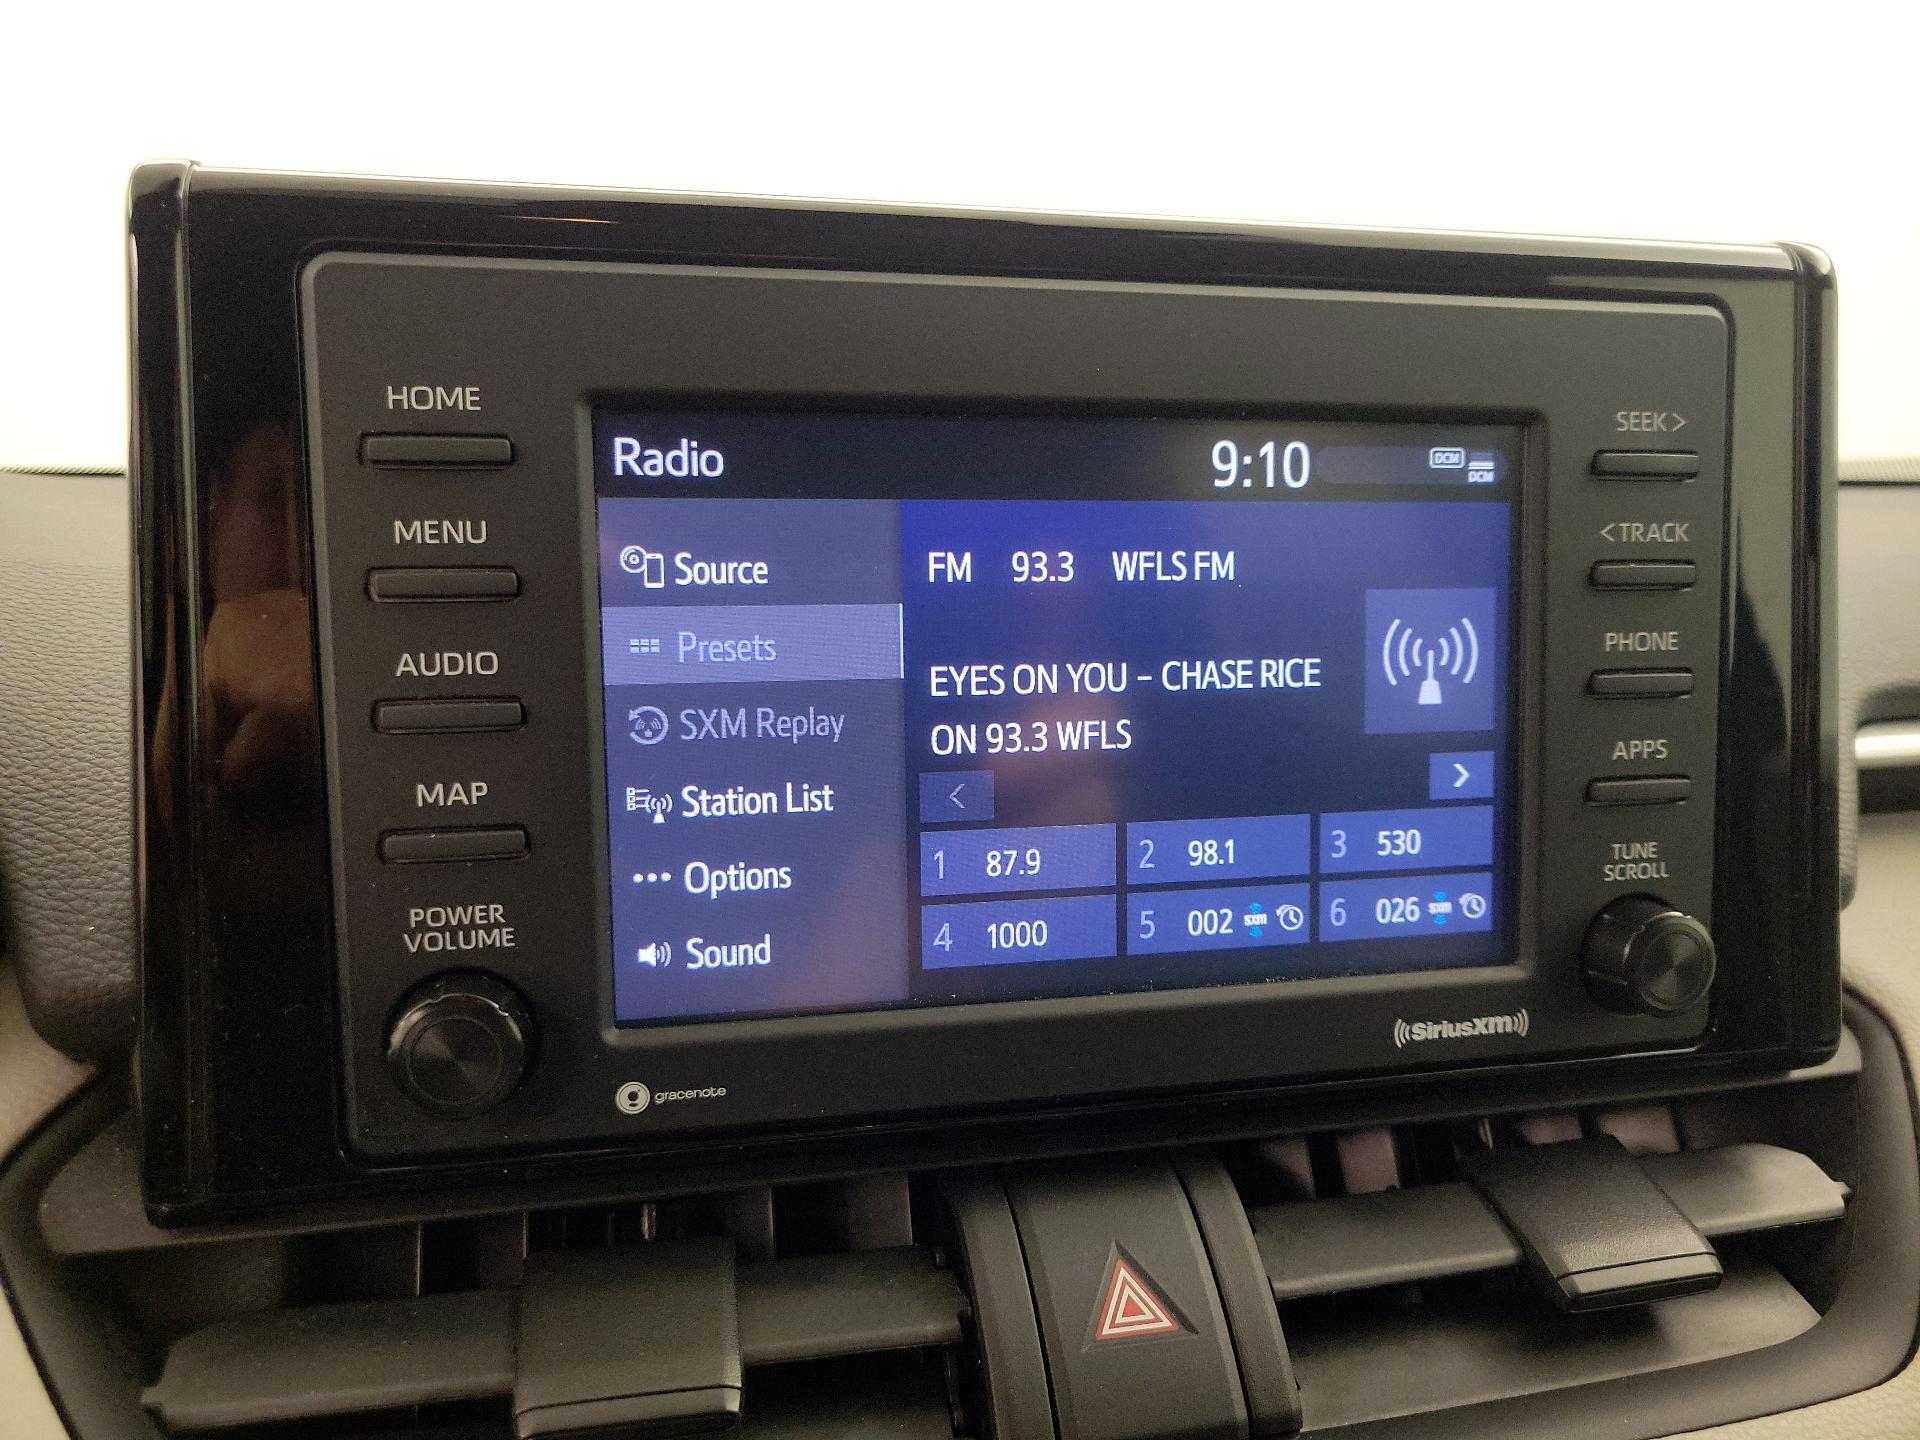 HOME
MENU
AUDIO
MAP
POWER
VOLUME
Radio
9:10
DCM
DCM
Source
Presets
SXM Replay
Station List
Options
Sound
FM 93.3 WFLS FM
EYES ON YOU – CHASE RICE
ON 93.3 WFLS
<
>
1 87.9
2 98.1
3 530
4 1000
5 002 sxm
6 026 sxm
SEEK >
< TRACK
PHONE
APPS
TUNE
SCROLL
g gracenote
((SiriusXM))